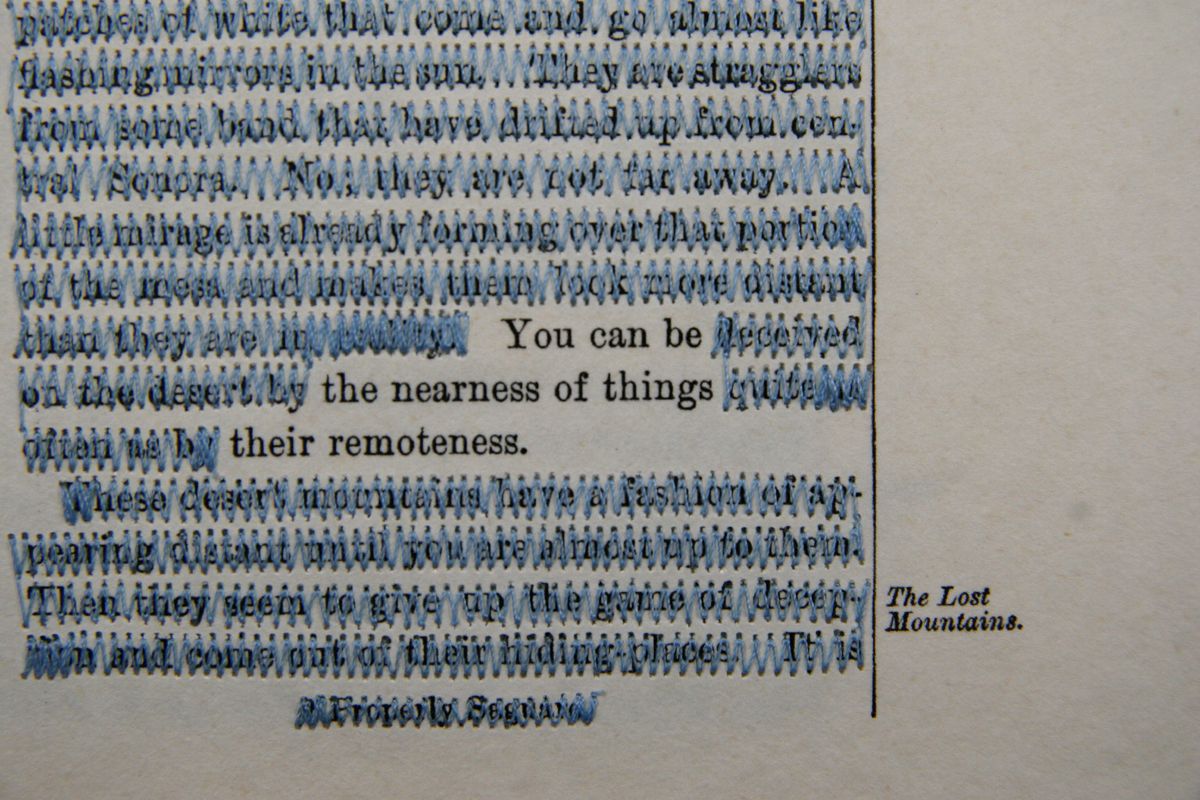 patches of white that come and go almost like
flashing mirrors in the sun. They are stragglers
from some band that have drifted up from cen-
tral Sonora. No; they are not far away. A
little mirage is already forming over that portion
of the mesa and makes them look more distant
than they are in reality. You can be deceived
on the desert by the nearness of things quite as
often as by their remoteness.
These desert mountains have a fashion of ap-
pearing distant until you are almost up to them.
Then they seem to give up the game of decep-
tion and come out of their hiding-places. It is
The Lost
Mountains.
Properly Saguaro